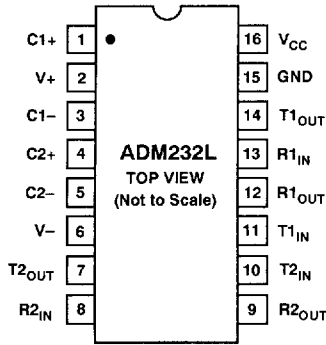 C1+ 1 16 VCC
V+ 2 15 GND
C1− 3 14 T1OUT
C2+ 4 ADM232L 13 R1IN
C2− 5 TOP VIEW 12 R1OUT
(Not to Scale)
V− 6 11 T1IN
T2OUT 7 10 T2IN
R2IN 8 9 R2OUT